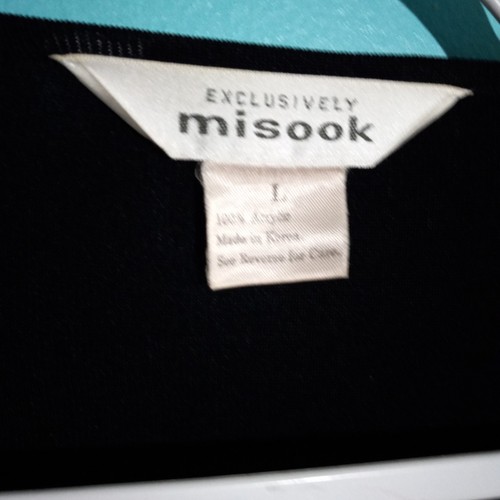 EXCLUSIVELY
misook
L
100% Acrylic
Made in Korea.
See Reverse for Care.